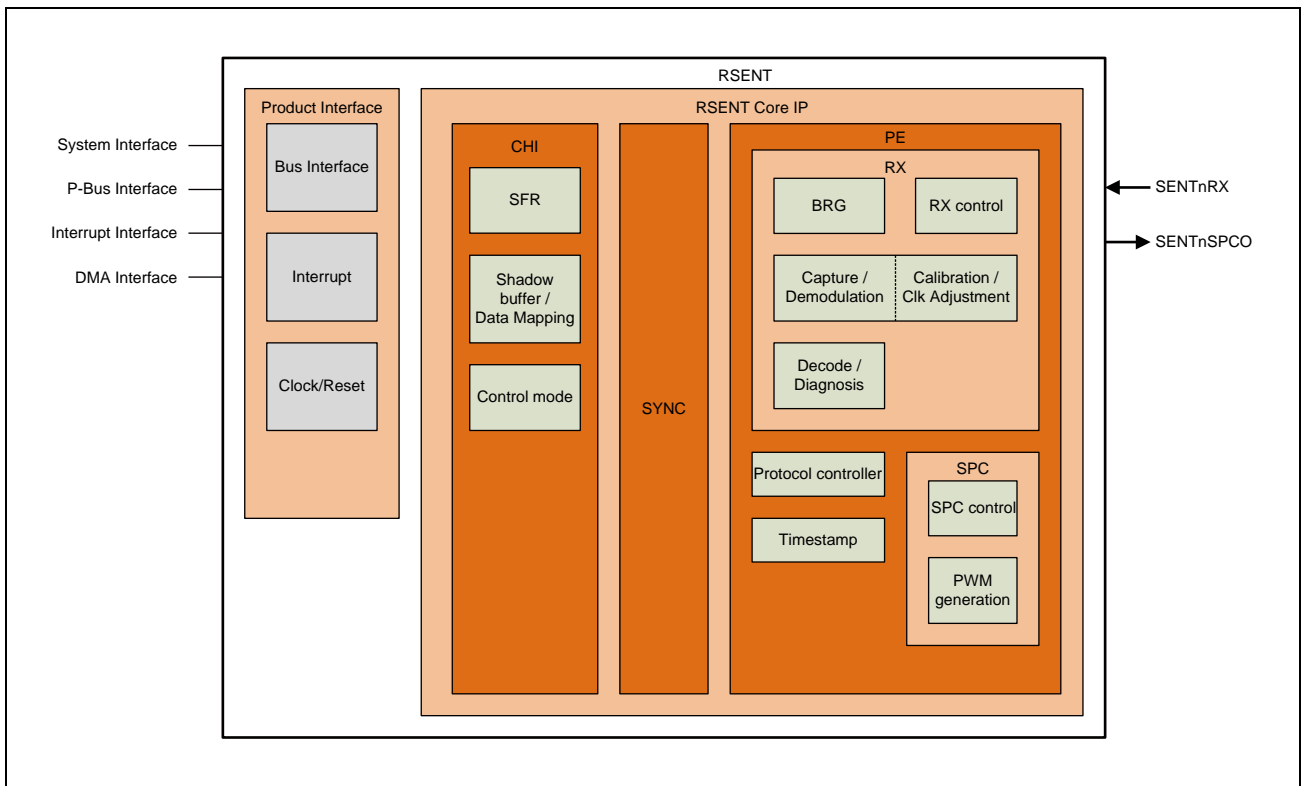 RSENT
Product Interface
Bus Interface
Interrupt
Clock/Reset
System Interface
P-Bus Interface
Interrupt Interface
DMA Interface
RSENT Core IP
CHI
SFR
Shadow
buffer /
Data Mapping
Control mode
SYNC
PE
RX
BRG
RX control
Capture /
Demodulation
Calibration /
Clk Adjustment
Decode /
Diagnosis
Protocol controller
Timestamp
SPC
SPC control
PWM
generation
SENTnRX
SENTnSPCO